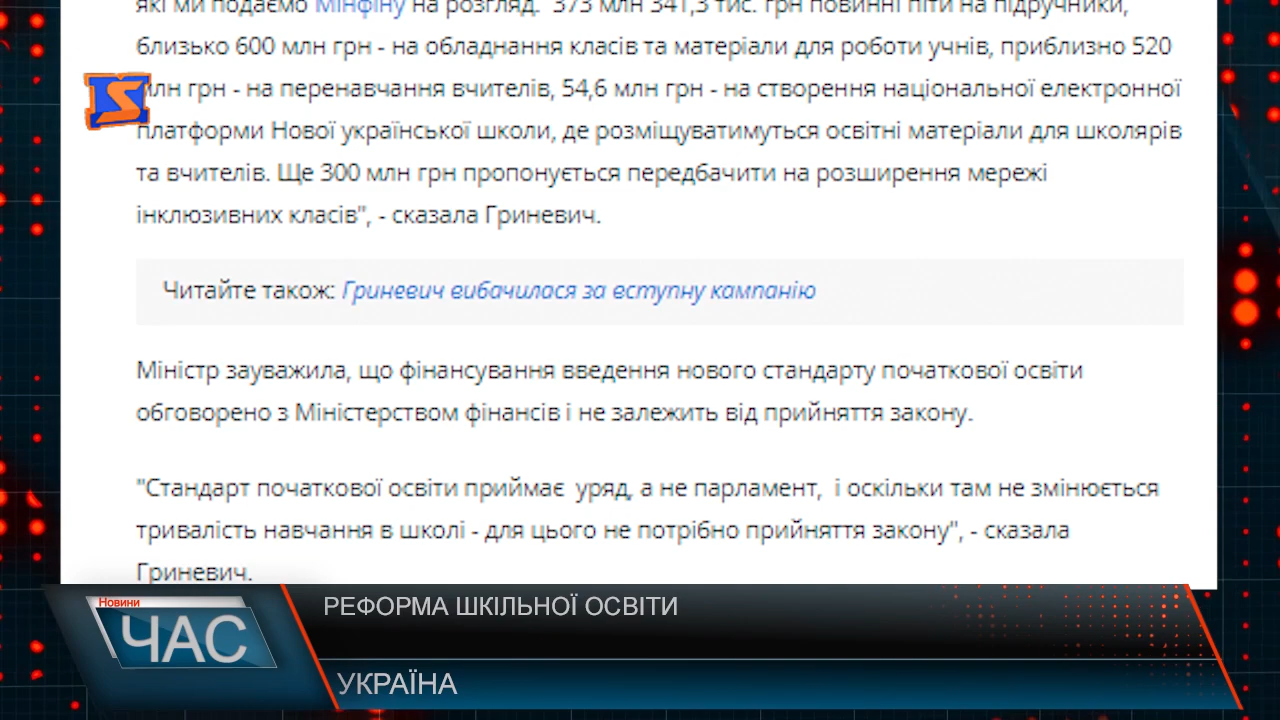 які ми подаємо Мінфіну на розгляд. "373 млн 341,3 тис. грн повинні піти на підручники,
близько 600 млн грн - на обладнання класів та матеріали для роботи учнів, приблизно 520
млн грн - на перенавчання вчителів, 54,6 млн грн - на створення національної електронної
платформи Нової української школи, де розміщуватимуться освітні матеріали для школярів
та вчителів. Ще 300 млн грн пропонується передбачити на розширення мережі
інклюзивних класів", - сказала Гриневич.
Читайте також: Гриневич вибачилася за вступну кампанію
Міністр зауважила, що фінансування введення нового стандарту початкової освіти
обговорено з Міністерством фінансів і не залежить від прийняття закону.
"Стандарт початкової освіти приймає уряд, а не парламент, і оскільки там не змінюється
тривалість навчання в школі - для цього не потрібно прийняття закону", - сказала
Гриневич.
Новини
ЧАС
РЕФОРМА ШКІЛЬНОЇ ОСВІТИ
УКРАЇНА